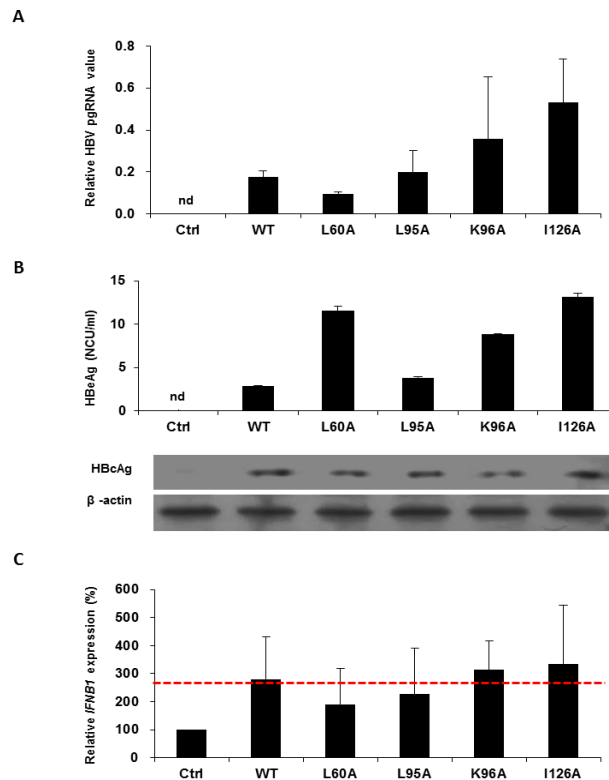 A
Relative HBV pgRNA value
0.8
0.6
0.4
0.2
0.0
nd
Ctrl WT L60A L95A K96A I126A
B
HBeAg (NCU/ml)
15
10
5
0
nd
Ctrl WT L60A L95A K96A I126A
HBcAg
β -actin
C
Relative IFNB1 expression (%)
600
500
400
300
200
100
0
Ctrl WT L60A L95A K96A I126A